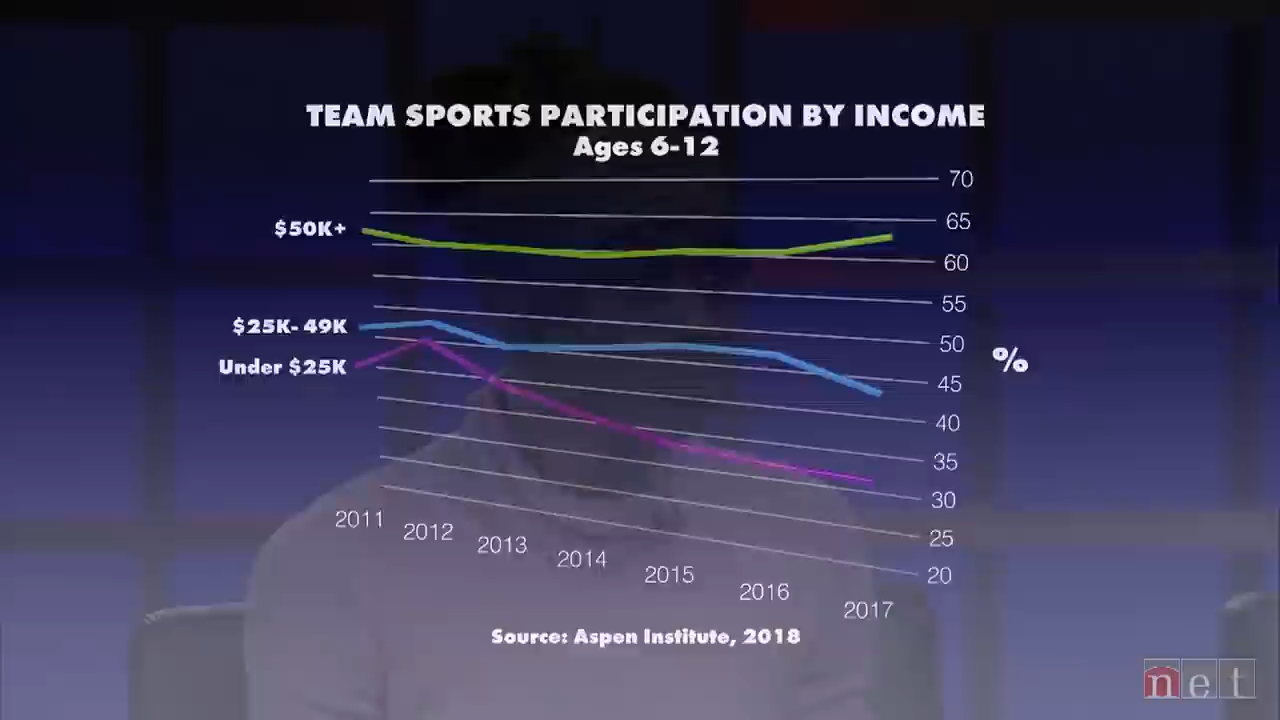 TEAM SPORTS PARTICIPATION BY INCOME
Ages 6-12
70
65
$50K+
60
55
$25K- 49K
50
%
Under $25K
45
40
35
30
25
20
2011 2012 2013 2014 2015 2016 2017
Source: Aspen Institute, 2018
net